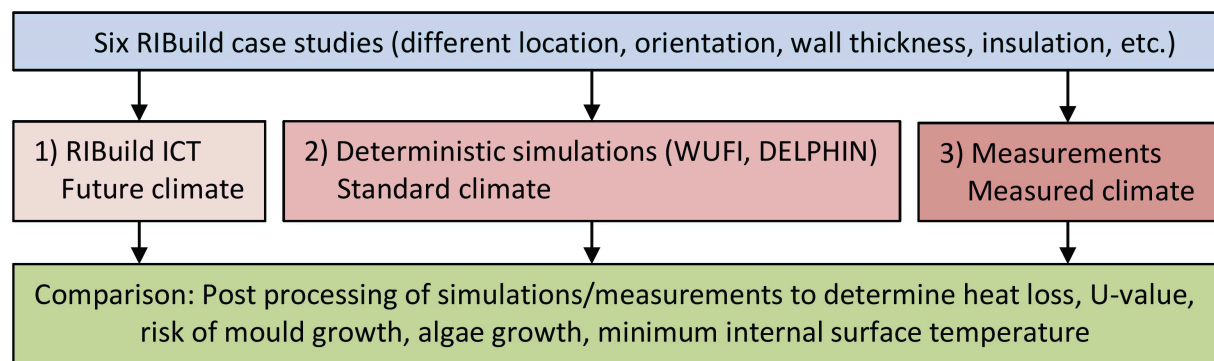 Six RIBuild case studies (different location, orientation, wall thickness, insulation, etc.)
1) RIBuild ICT
Future climate
2) Deterministic simulations (WUFI, DELPHIN)
Standard climate
3) Measurements
Measured climate
Comparison: Post processing of simulations/measurements to determine heat loss, U-value,
risk of mould growth, algae growth, minimum internal surface temperature